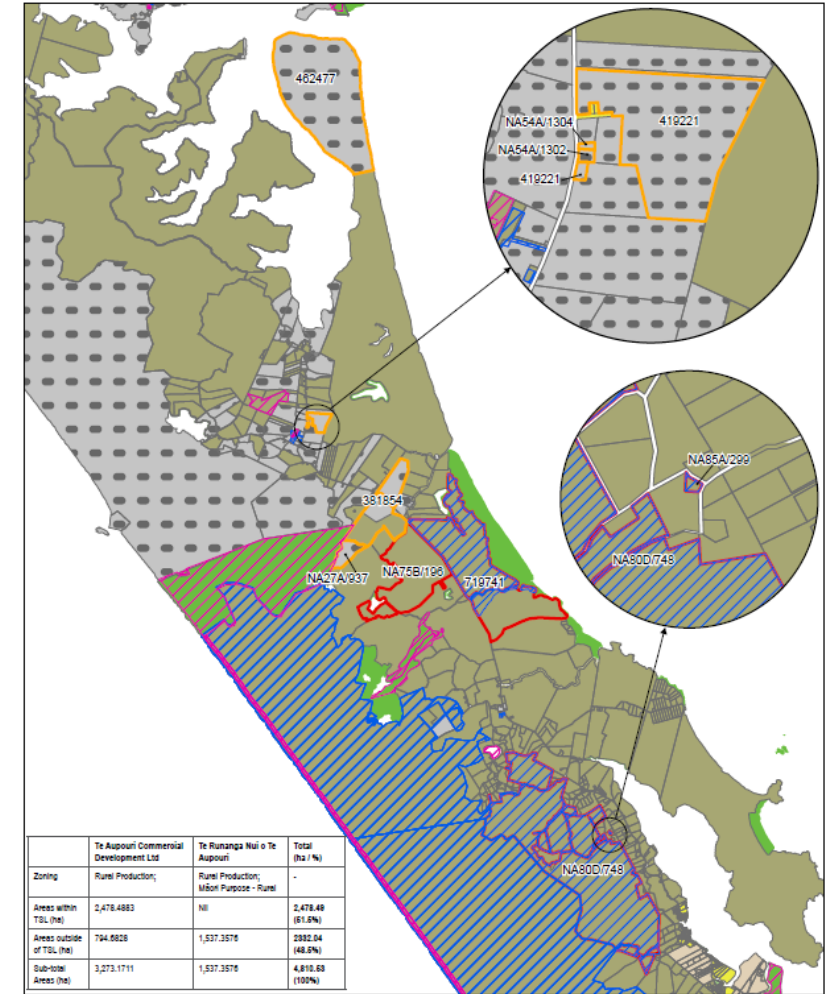 462477
NA54A/1304
419221
NA54A/1302
419221
NA85A/299
381854
NA27A/937
NA75B/196
719741
NA80D/748
NA80D/748
Te Aupouri Commercial Development Ltd
Te Runanga Nui o Te Aupouri
Total (ha / %)
Zoning
Rural Production;
Rural Production; Māori Purpose - Rural
-
Areas within TSL (ha)
2,478.4883
Nil
2,478.49 (51.5%)
Areas outside of TSL (ha)
794.6828
1,537.3576
2332.04 (48.5%)
Sub-total Areas (ha)
3,273.1711
1,537.3576
4,810.53 (100%)